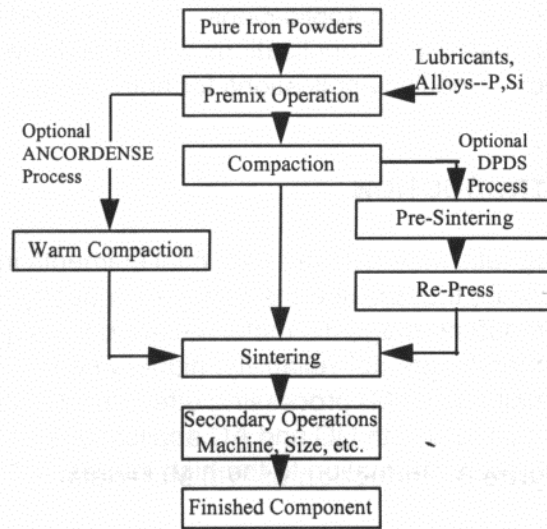 Pure Iron Powders
Lubricants,
Alloys--P,Si
Premix Operation
Optional
ANCORDENSE
Process
Compaction
Optional
DPDS
Process
Pre-Sintering
Warm Compaction
Re-Press
Sintering
Secondary Operations
Machine, Size, etc.
Finished Component